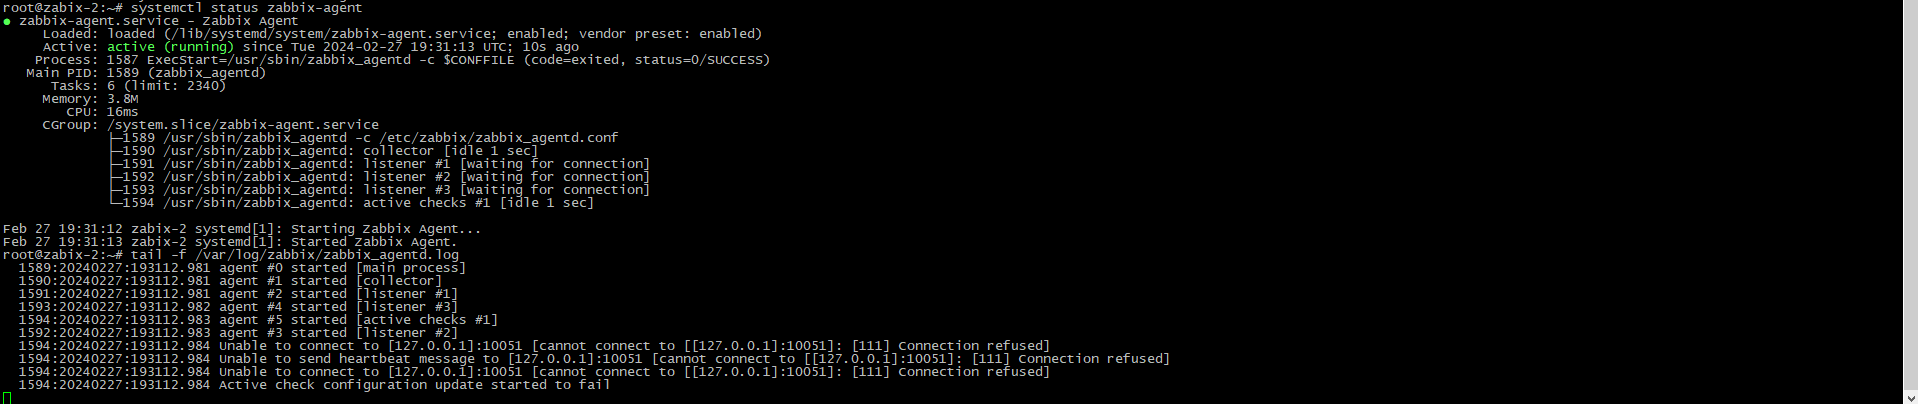 root@zabix-2:~# systemctl status zabbix-agent
● zabbix-agent.service - Zabbix Agent
     Loaded: loaded (/lib/systemd/system/zabbix-agent.service; enabled; vendor preset: enabled)
     Active: active (running) since Tue 2024-02-27 19:31:13 UTC; 10s ago
    Process: 1587 ExecStart=/usr/sbin/zabbix_agentd -c $CONFFILE (code=exited, status=0/SUCCESS)
   Main PID: 1589 (zabbix_agentd)
      Tasks: 6 (limit: 2340)
     Memory: 3.8M
        CPU: 16ms
     CGroup: /system.slice/zabbix-agent.service
             ├─1589 /usr/sbin/zabbix_agentd -c /etc/zabbix/zabbix_agentd.conf
             ├─1590 /usr/sbin/zabbix_agentd: collector [idle 1 sec]
             ├─1591 /usr/sbin/zabbix_agentd: listener #1 [waiting for connection]
             ├─1592 /usr/sbin/zabbix_agentd: listener #2 [waiting for connection]
             ├─1593 /usr/sbin/zabbix_agentd: listener #3 [waiting for connection]
             └─1594 /usr/sbin/zabbix_agentd: active checks #1 [idle 1 sec]

Feb 27 19:31:12 zabix-2 systemd[1]: Starting Zabbix Agent...
Feb 27 19:31:13 zabix-2 systemd[1]: Started Zabbix Agent.
root@zabix-2:~# tail -f /var/log/zabbix/zabbix_agentd.log
  1589:20240227:193112.981 agent #0 started [main process]
  1590:20240227:193112.981 agent #1 started [collector]
  1591:20240227:193112.981 agent #2 started [listener #1]
  1593:20240227:193112.982 agent #4 started [listener #3]
  1594:20240227:193112.983 agent #5 started [active checks #1]
  1592:20240227:193112.983 agent #3 started [listener #2]
  1594:20240227:193112.984 Unable to connect to [127.0.0.1]:10051 [cannot connect to [[127.0.0.1]:10051]: [111] Connection refused]
  1594:20240227:193112.984 Unable to send heartbeat message to [127.0.0.1]:10051 [cannot connect to [[127.0.0.1]:10051]: [111] Connection refused]
  1594:20240227:193112.984 Unable to connect to [127.0.0.1]:10051 [cannot connect to [[127.0.0.1]:10051]: [111] Connection refused]
  1594:20240227:193112.984 Active check configuration update started to fail